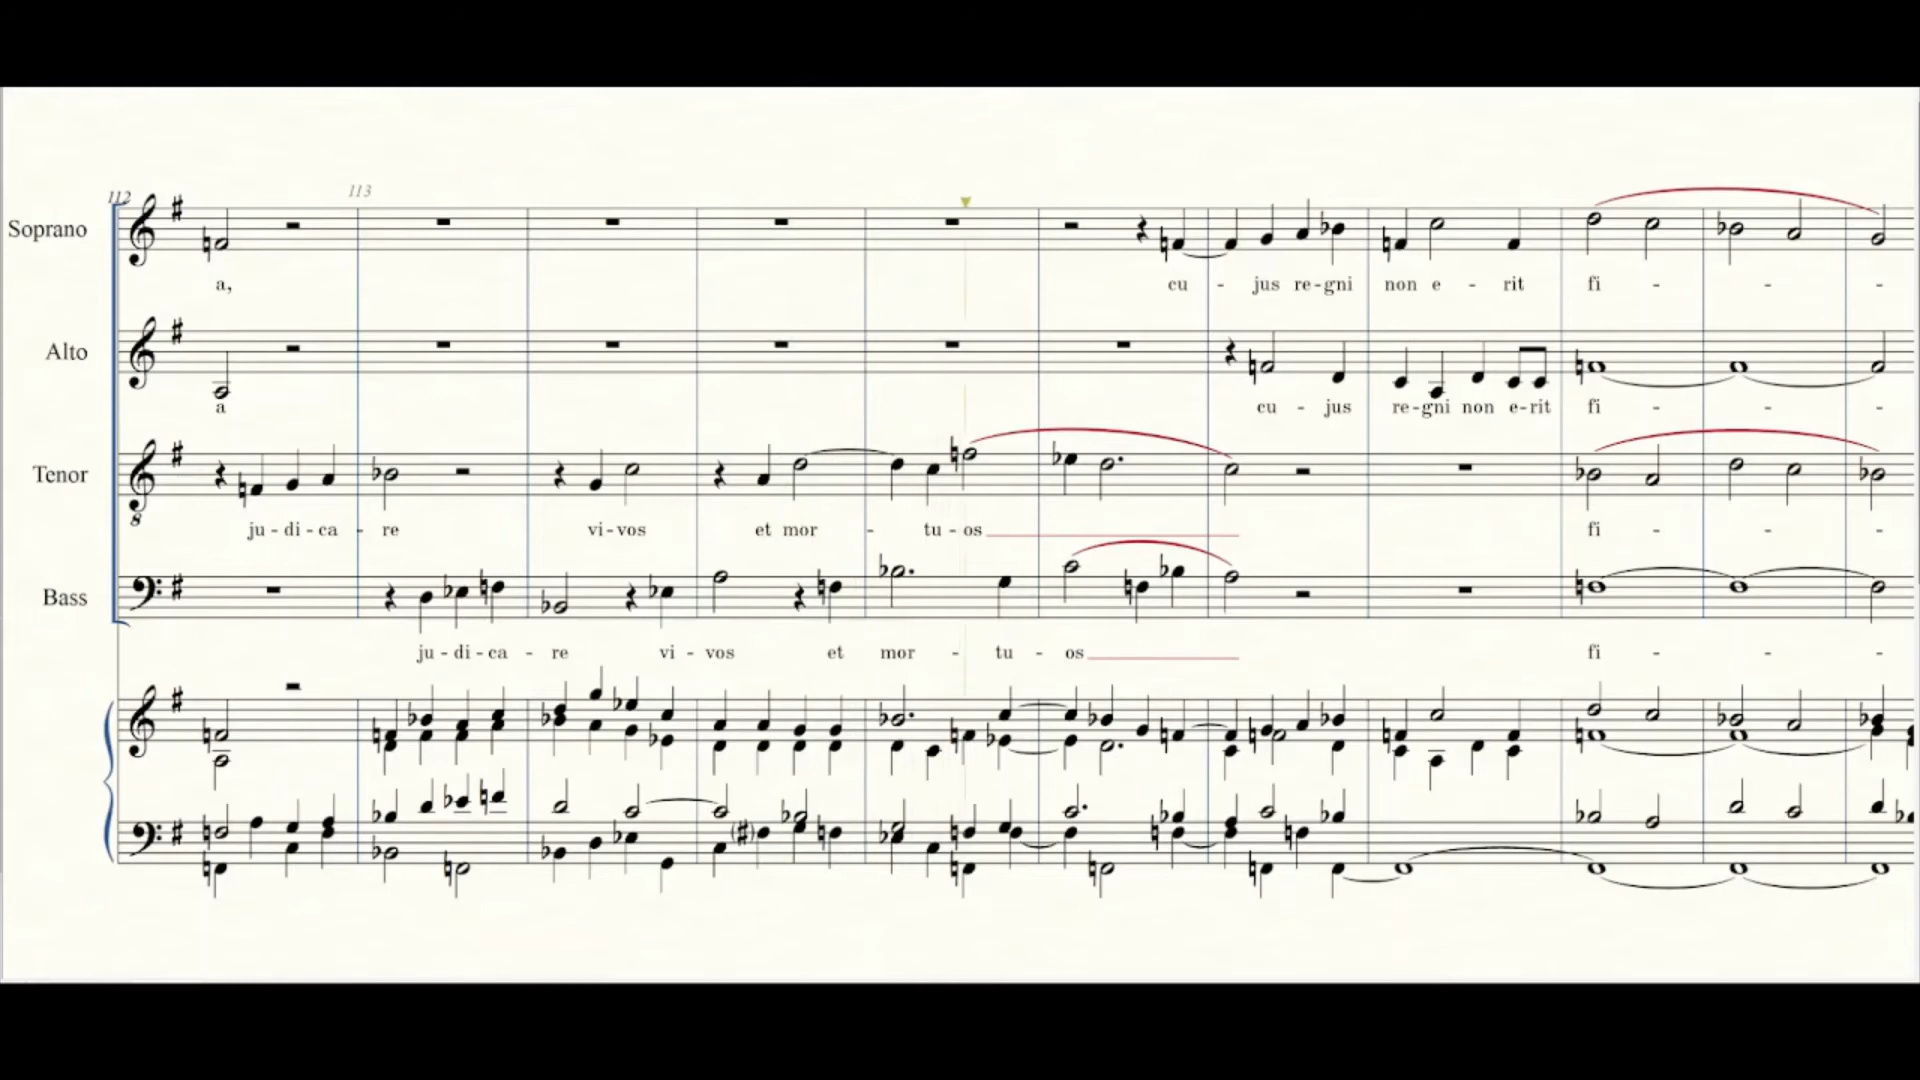 112
113
Soprano
a, cu - jus re - gni non e - rit fi - - -
Alto
a cu - jus re - gni non e - rit fi - - -
Tenor
8
ju - di - ca - re vi - vos et mor - tu - os fi - - -
Bass
ju - di - ca - re vi - vos et mor - tu - os fi - - -